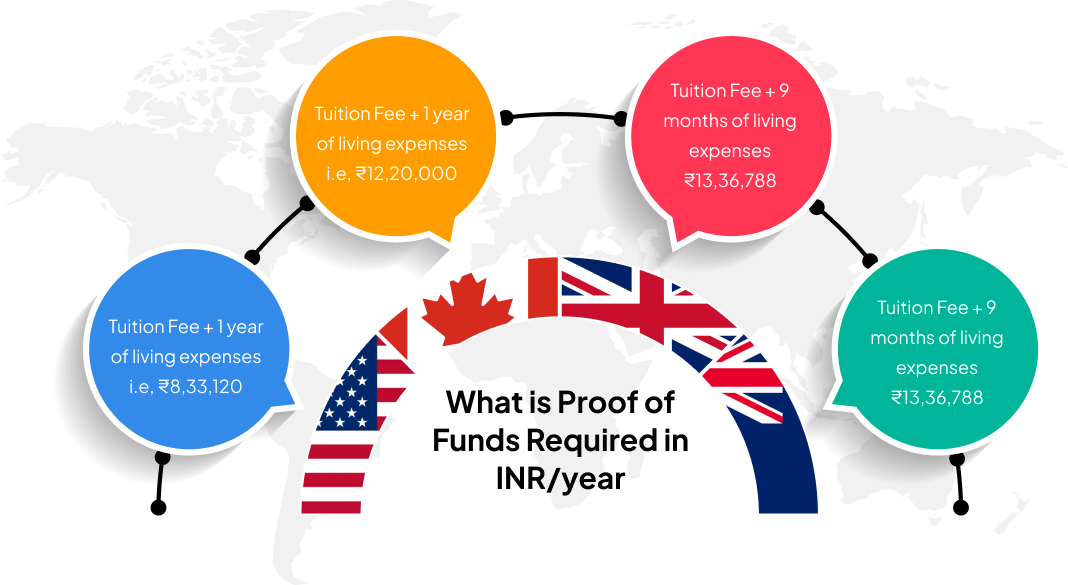 Tuition Fee + 1 year
of living expenses
i.e, ₹12,20,000
Tuition Fee + 9
months of living
expenses
₹13,36,788
Tuition Fee + 1 year
of living expenses
i.e, ₹8,33,120
Tuition Fee + 9
months of living
expenses
₹13,36,788
What is Proof of
Funds Required in
INR/year